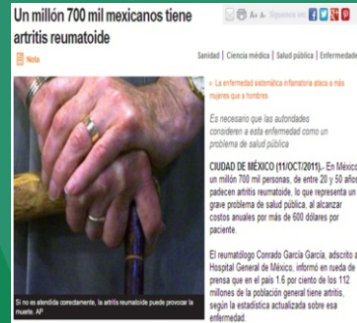 Un millón 700 mil mexicanos tiene
artritis reumatoide
Nota
Sanidad | Ciencia médica | Salud pública | Enfermedade
« La enfermedad sistemática inflamatoria ataca a más
mujeres que a hombres
Es necesario que las autoridades
consideren a esta enfermedad como un
problema de salud pública
CIUDAD DE MÉXICO (11/OCT/2011).- En México
un millón 700 mil personas, de entre 20 y 50 años
padecen artritis reumatoide, lo que representa un
grave problema de salud pública, al alcanzar
costos anuales por más de 600 dólares por
paciente.
El reumatólogo Conrado García García, adscrito a
Hospital General de México, informó en rueda de
prensa que en el país 1.6 por ciento de los 112
millones de la población general tiene artritis,
según la estadística actualizada sobre esa
enfermedad.
Si no es atendida correctamente, la artritis reumatoide puede provocar la
muerte. AP